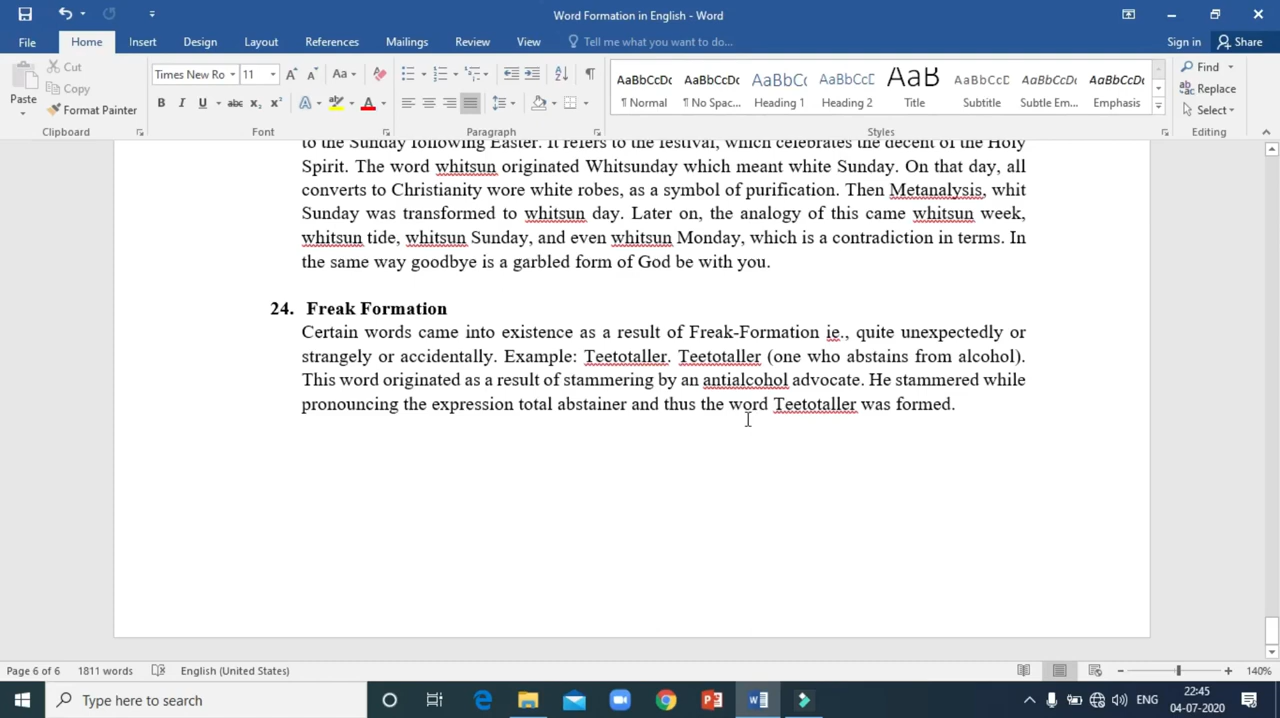 Word Formation in English - Word
File Home Insert Design Layout References Mailings Review View Tell me what you want to do... Sign in Share
Cut
Copy
Paste
Format Painter
Times New Ro 11
Aa
B I U abc x₂ x² A A
¶
AaBbCcDc AaBbCcDc AaBbCc AaBbCcC AaB AaBbCcD AaBbCcDc AaBbCcDc
¶ Normal ¶ No Spac... Heading 1 Heading 2 Title Subtitle Subtle Em... Emphasis
Find
Replace
Select
Clipboard Font Paragraph Styles Editing
to the Sunday following Easter. It refers to the festival, which celebrates the decent of the Holy
Spirit. The word whitsun originated Whitsunday which meant white Sunday. On that day, all
converts to Christianity wore white robes, as a symbol of purification. Then Metanalysis, whit
Sunday was transformed to whitsun day. Later on, the analogy of this came whitsun week,
whitsun tide, whitsun Sunday, and even whitsun Monday, which is a contradiction in terms. In
the same way goodbye is a garbled form of God be with you.
24. Freak Formation
Certain words came into existence as a result of Freak-Formation ie., quite unexpectedly or
strangely or accidentally. Example: Teetotaller. Teetotaller (one who abstains from alcohol).
This word originated as a result of stammering by an antialcohol advocate. He stammered while
pronouncing the expression total abstainer and thus the word Teetotaller was formed.
Page 6 of 6 1811 words English (United States) 140%
Type here to search
ENG
22:45
04-07-2020